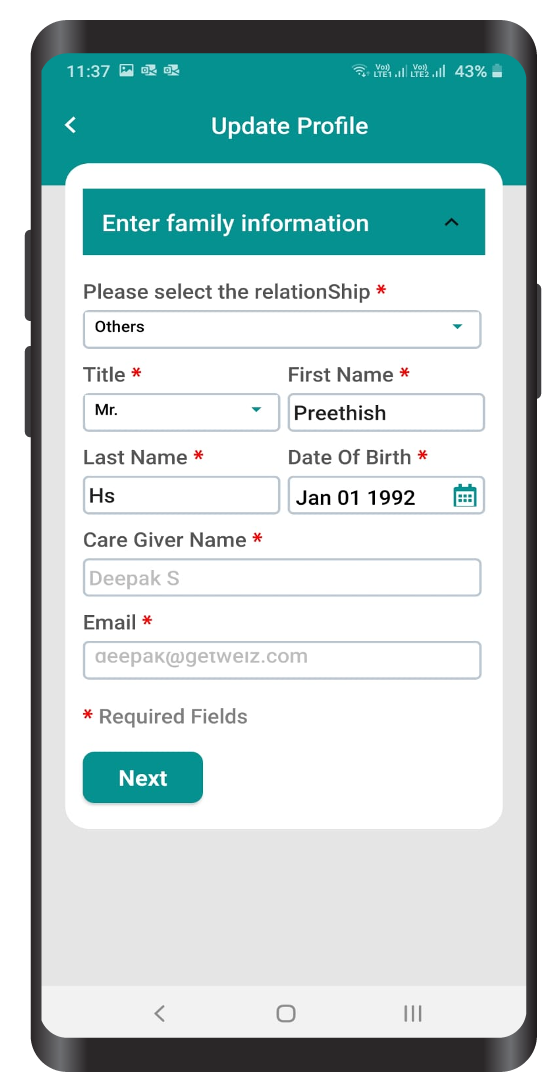 11:37 Vo)) LTE1 Vo)) LTE2 43%
Update Profile
Enter family information
Please select the relationShip *
Others
Title * First Name *
Mr. Preethish
Last Name * Date Of Birth *
Hs Jan 01 1992
Care Giver Name *
Deepak S
Email *
deepak@getwelz.com
* Required Fields
Next